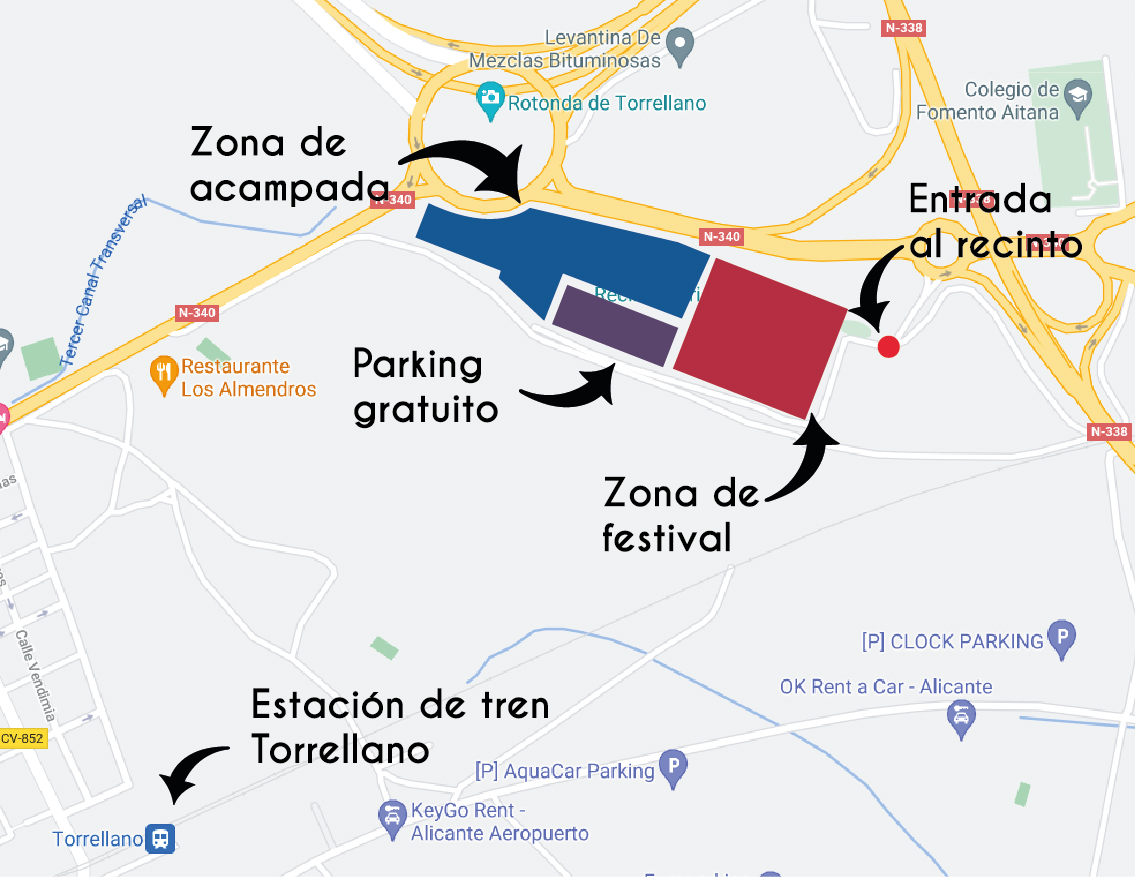 N-338
Levantina De
Mezclas Bituminosas
Colegio de
Fomento Aitana
Rotonda de Torrellano
Zona de
acampada
N-340
Entrada
al recinto
N-340
Tercer Canal Transversal
N-340
Parking
gratuito
Restaurante
Los Almendros
N-338
Zona de
festival
Calle Vendimia
[P] CLOCK PARKING
OK Rent a Car - Alicante
Estación de tren
Torrellano
CV-852
[P] AquaCar Parking
KeyGo Rent -
Alicante Aeropuerto
Torrellano